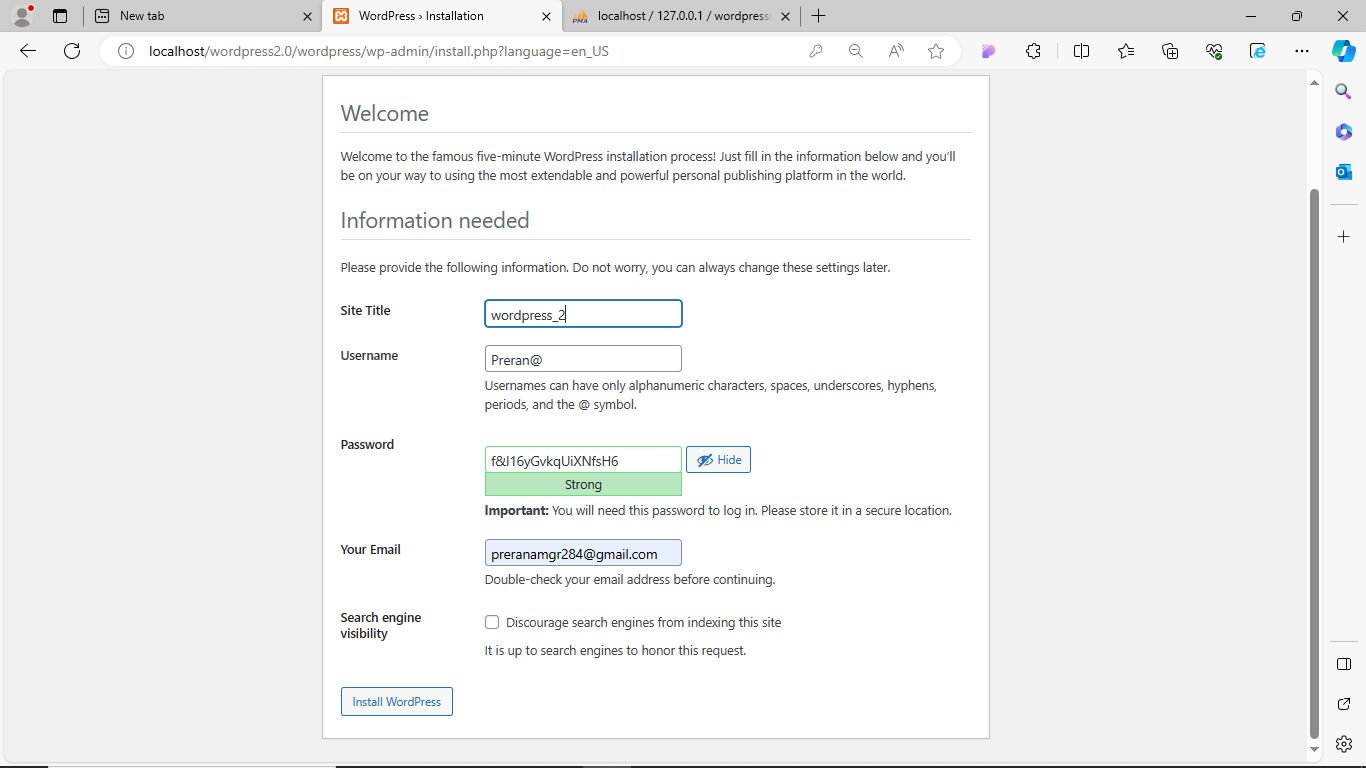 New tab
WordPress › Installation
PMA
localhost / 127.0.0.1 / wordpress
localhost/wordpress2.0/wordpress/wp-admin/install.php?language=en_US
Welcome
Welcome to the famous five-minute WordPress installation process! Just fill in the information below and you’ll
be on your way to using the most extendable and powerful personal publishing platform in the world.
Information needed
Please provide the following information. Do not worry, you can always change these settings later.
Site Title
wordpress_2
Username
Preran@
Usernames can have only alphanumeric characters, spaces, underscores, hyphens,
periods, and the @ symbol.
Password
f&I16yGvkqUiXNfsH6
Hide
Strong
Important: You will need this password to log in. Please store it in a secure location.
Your Email
preranamgr284@gmail.com
Double-check your email address before continuing.
Search engine
visibility
Discourage search engines from indexing this site
It is up to search engines to honor this request.
Install WordPress